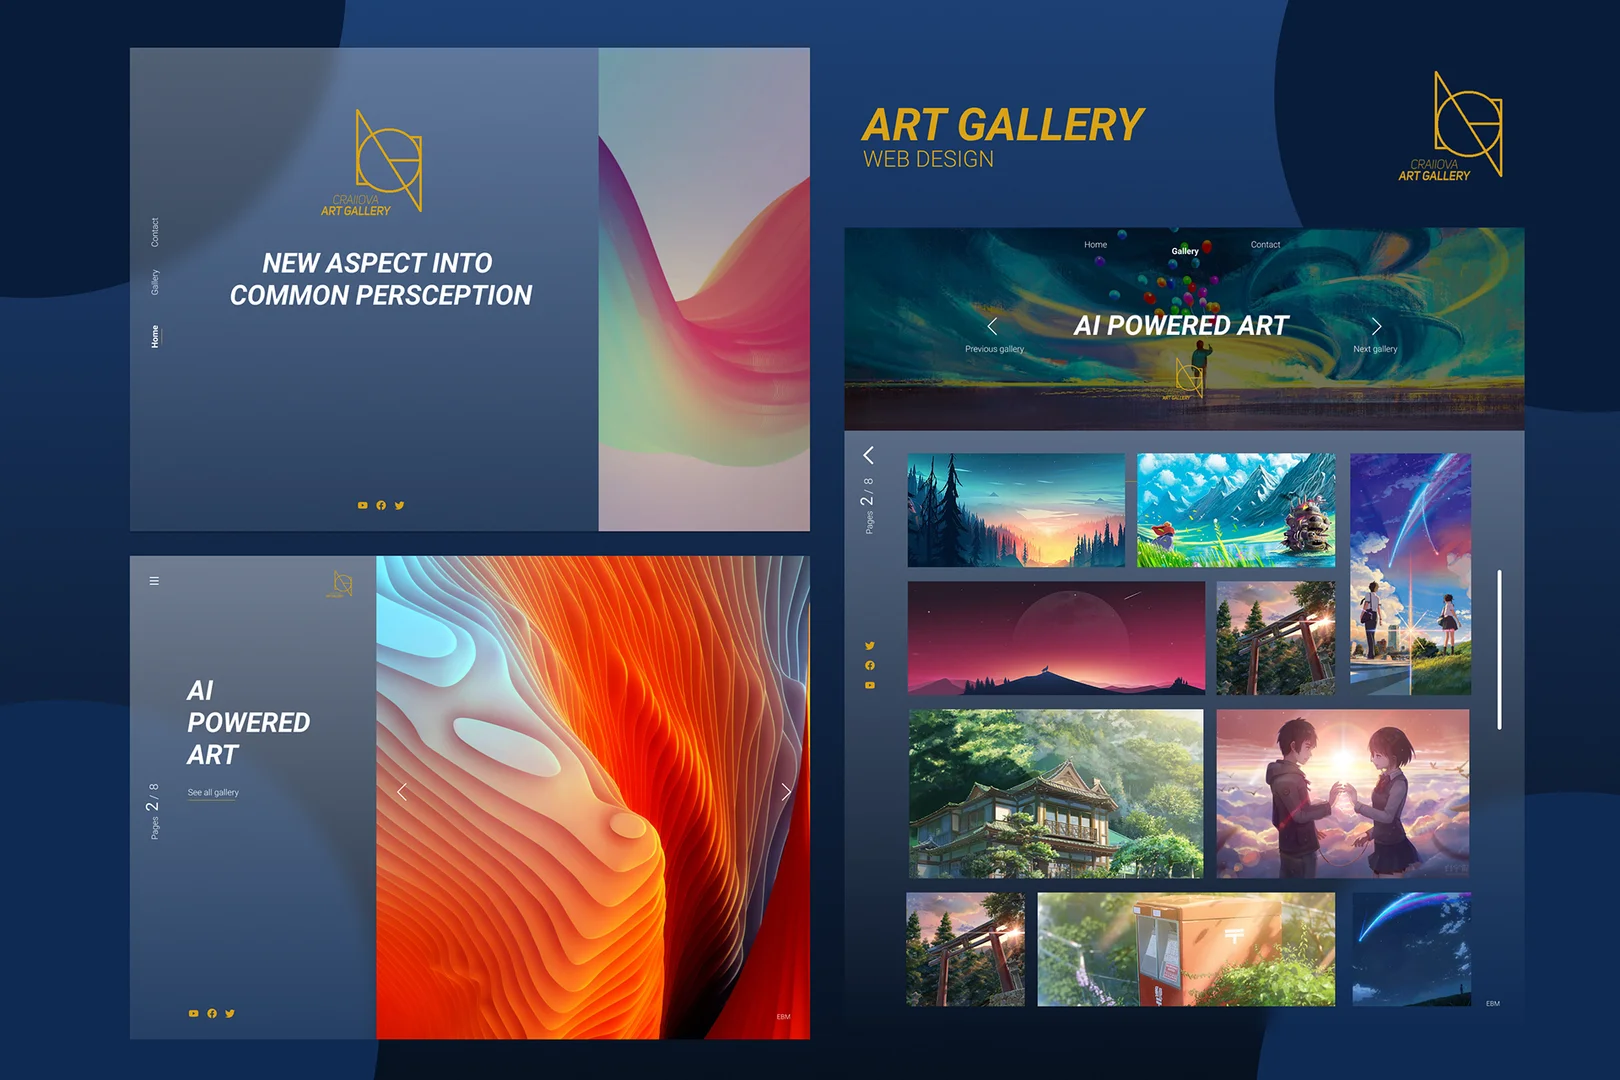 CRAIIOVA
ART GALLERY
NEW ASPECT INTO
COMMON PERSCEPTION
Contact
Gallery
Home
ART GALLERY
WEB DESIGN
CRAIIOVA
ART GALLERY
Home
Gallery
Contact
AI POWERED ART
Previous gallery
Next gallery
ART GALLERY
Pages 2 / 8
EBM
AI
POWERED
ART
See all gallery
Pages 2 / 8
EBM